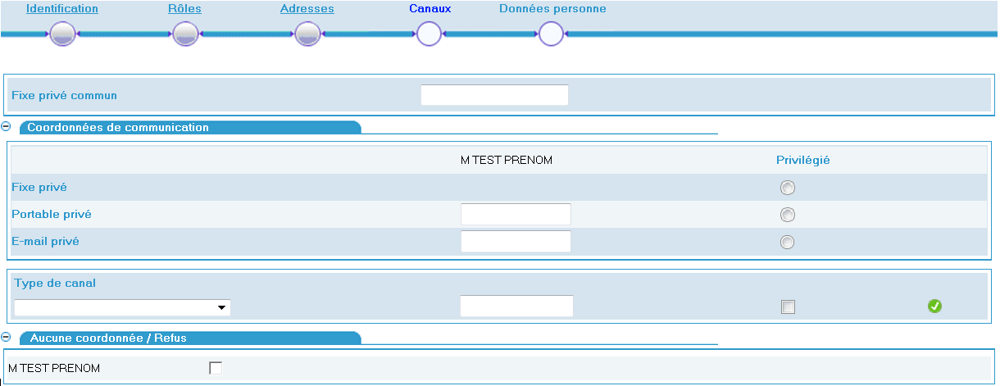 Identification Rôles Adresses Canaux Données personne
Fixe privé commun
Coordonnées de communication
M TEST PRENOM Privilégié
Fixe privé
Portable privé
E-mail privé
Type de canal
Aucune coordonnée / Refus
M TEST PRENOM